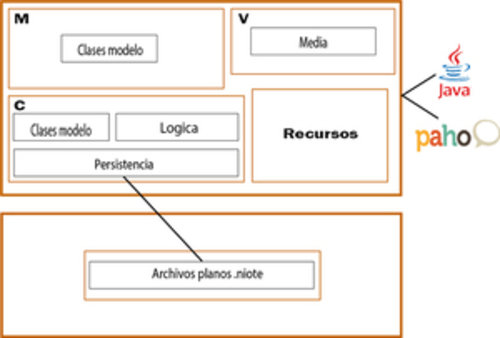 M
Clases modelo
V
Media
C
Clases modelo
Logica
Persistencia
Recursos
Java
paho
Archivos planos .niote